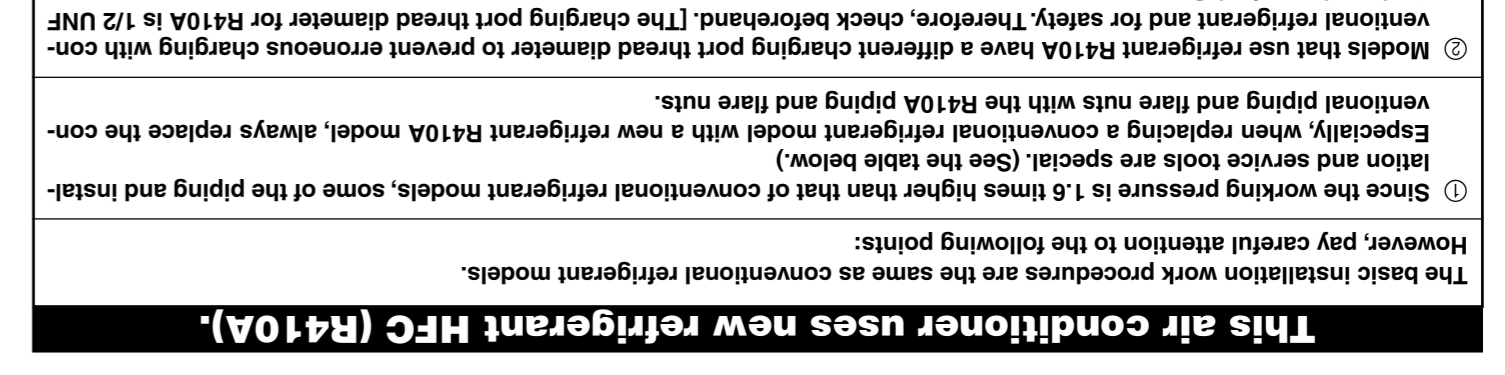 This air conditioner uses new refrigerant HFC (R410A).
The basic installation work procedures are the same as conventional refrigerant models.
However, pay careful attention to the following points:
① Since the working pressure is 1.6 times higher than that of conventional refrigerant models, some of the piping and instal-
lation and service tools are special. (See the table below.)
Especially, when replacing a conventional refrigerant model with a new refrigerant R410A model, always replace the con-
ventional piping and flare nuts with the R410A piping and flare nuts.
② Models that use refrigerant R410A have a different charging port thread diameter to prevent erroneous charging with con-
ventional refrigerant and for safety. Therefore, check beforehand. [The charging port thread diameter for R410A is 1/2 UNF